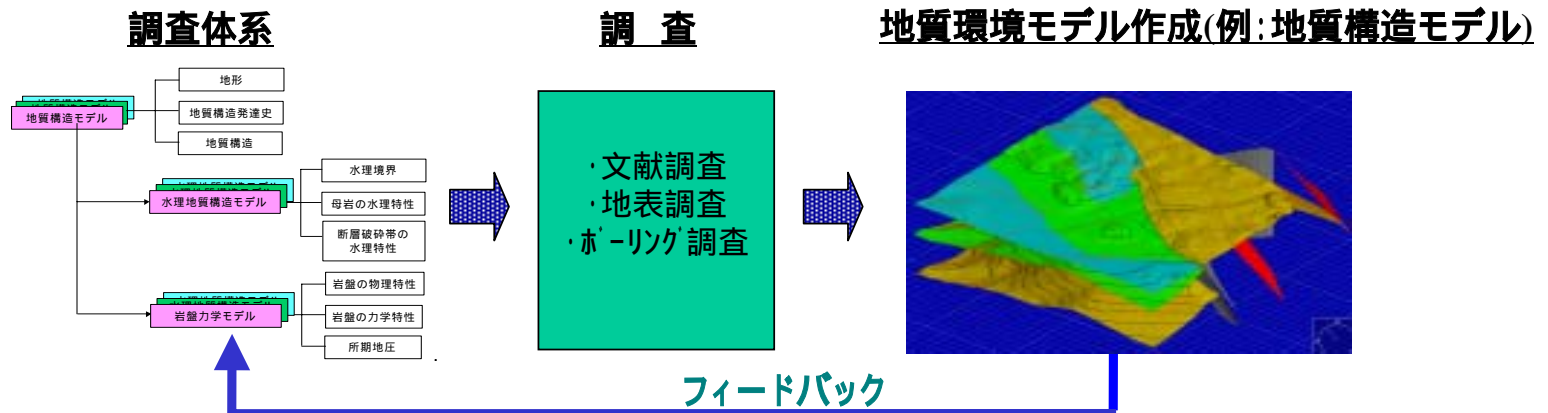 調査体系
調 査
地質環境モデル作成(例:地質構造モデル)
地質構造モデル
地形
地質構造発達史
地質構造
水理地質構造モデル
水理境界
母岩の水理特性
断層破砕帯の
水理特性
岩盤力学モデル
岩盤の物理特性
岩盤の力学特性
所期地圧
・文献調査
・地表調査
・ボーリング調査
フィードバック